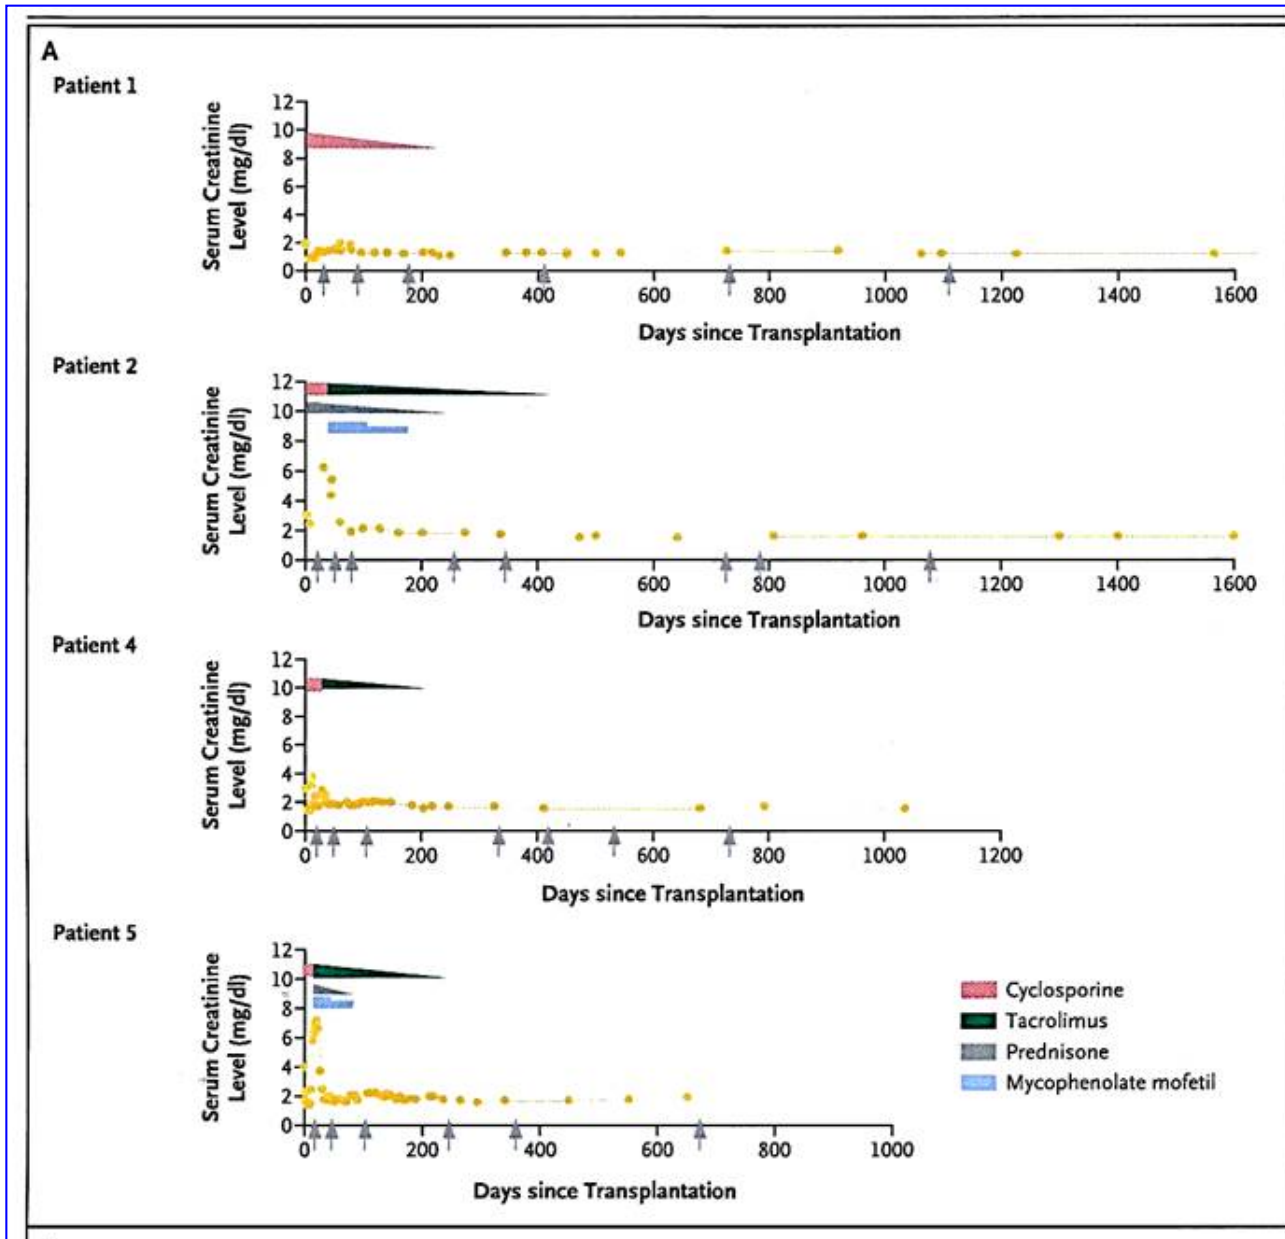 A
Patient 1
Serum Creatinine
Level (mg/dl)
12
10
8
6
4
2
0
0 200 400 600 800 1000 1200 1400 1600
Days since Transplantation
Patient 2
Serum Creatinine
Level (mg/dl)
12
10
8
6
4
2
0
0 200 400 600 800 1000 1200 1400 1600
Days since Transplantation
Patient 4
Serum Creatinine
Level (mg/dl)
12
10
8
6
4
2
0
0 200 400 600 800 1000 1200
Days since Transplantation
Patient 5
Serum Creatinine
Level (mg/dl)
12
10
8
6
4
2
0
0 200 400 600 800 1000
Days since Transplantation
Cyclosporine
Tacrolimus
Prednisone
Mycophenolate mofetil